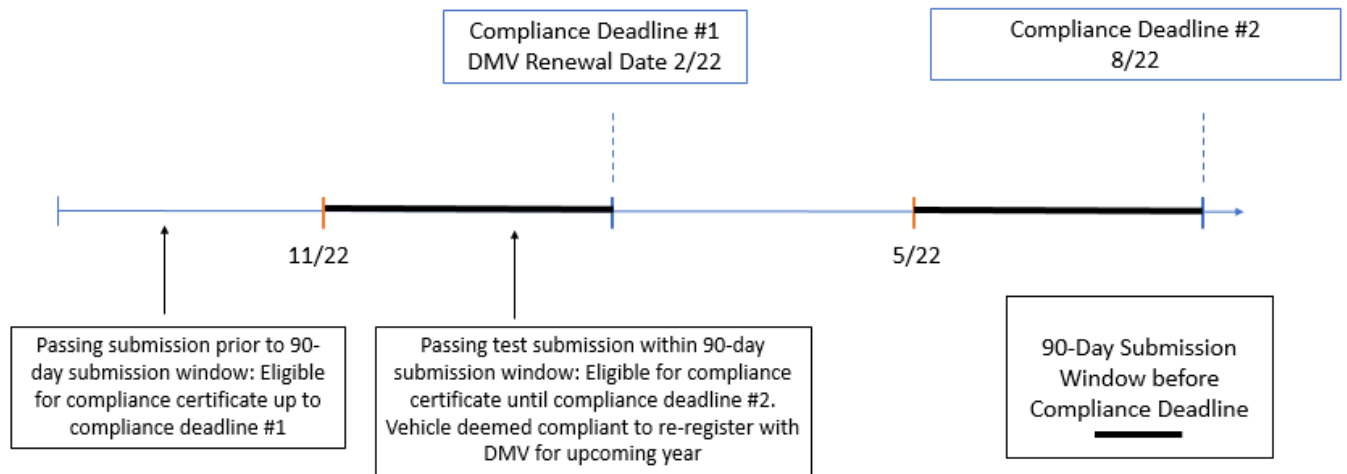 Compliance Deadline #1
DMV Renewal Date 2/22
Compliance Deadline #2
8/22
11/22
5/22
Passing submission prior to 90-
day submission window: Eligible
for compliance certificate up to
compliance deadline #1
Passing test submission within 90-day
submission window: Eligible for compliance
certificate until compliance deadline #2.
Vehicle deemed compliant to re-register with
DMV for upcoming year
90-Day Submission
Window before
Compliance Deadline